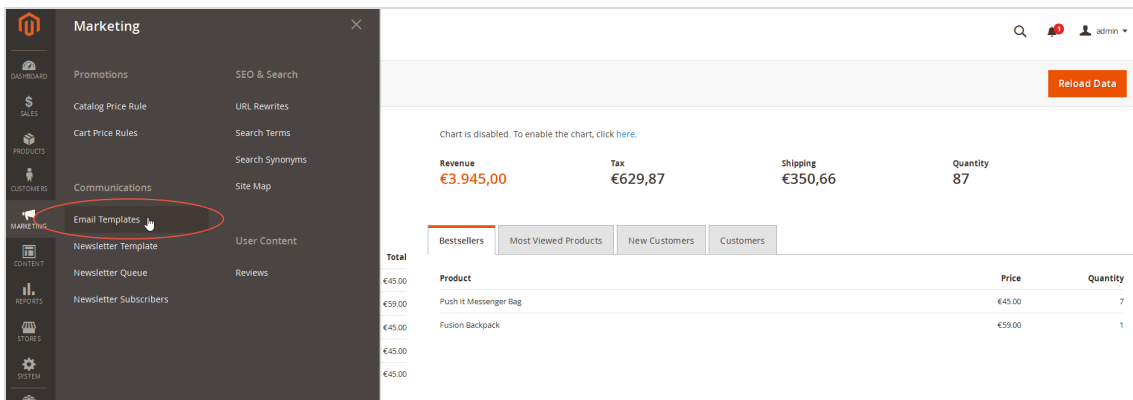 DASHBOARD
SALES
PRODUCTS
CUSTOMERS
MARKETING
CONTENT
REPORTS
STORES
SYSTEM
Marketing
Promotions
Catalog Price Rule
Cart Price Rules
Communications
Email Templates
Newsletter Template
Newsletter Queue
Newsletter Subscribers
SEO & Search
URL Rewrites
Search Terms
Search Synonyms
Site Map
User Content
Reviews
1
admin
Reload Data
Chart is disabled. To enable the chart, click here.
Revenue Tax Shipping Quantity
€3.945,00 €629,87 €350,66 87
Total
€45.00
€59.00
€45.00
€45.00
€45.00
Bestsellers Most Viewed Products New Customers Customers
Product Price Quantity
Push It Messenger Bag €45.00 7
Fusion Backpack €59.00 1